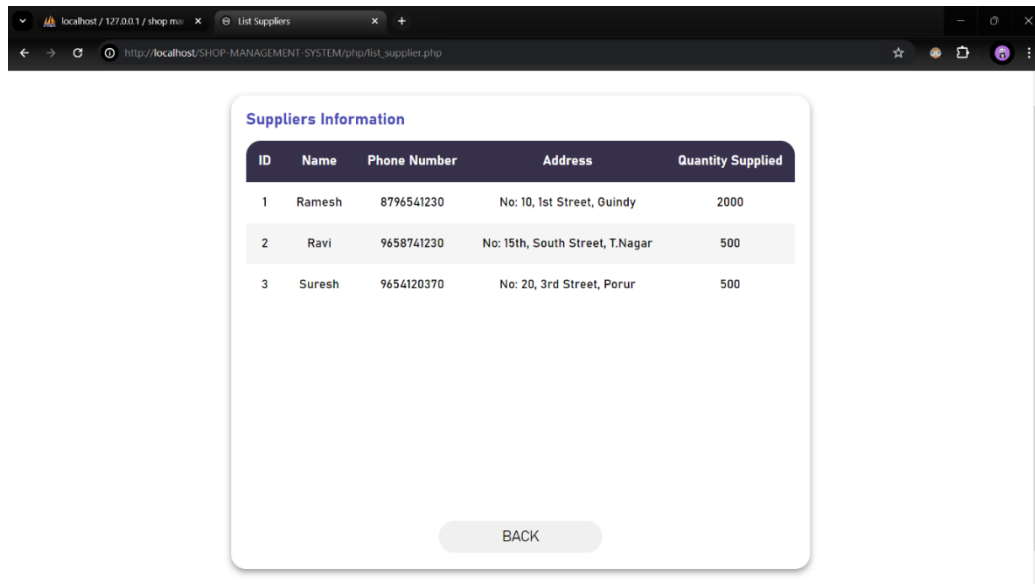 localhost / 127.0.0.1 / shop ma
List Suppliers
http://localhost/SHOP-MANAGEMENT-SYSTEM/php/list_supplier.php
Suppliers Information
ID Name Phone Number Address Quantity Supplied
1 Ramesh 8796541230 No: 10, 1st Street, Guindy 2000
2 Ravi 9658741230 No: 15th, South Street, T.Nagar 500
3 Suresh 9654120370 No: 20, 3rd Street, Porur 500
BACK